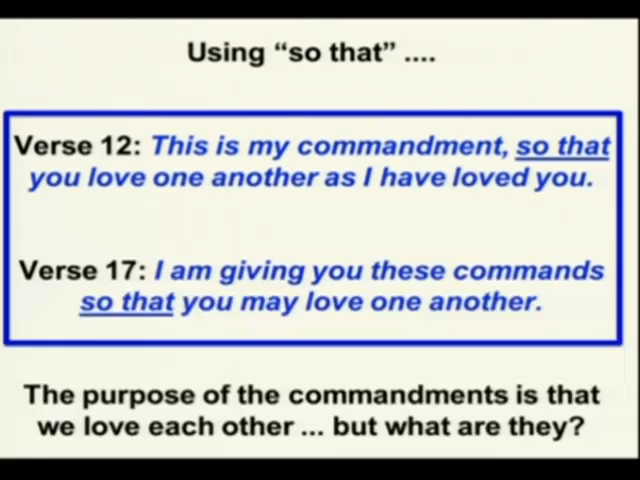 Using “so that” ....
Verse 12: This is my commandment, so that
you love one another as I have loved you.
Verse 17: I am giving you these commands
so that you may love one another.
The purpose of the commandments is that
we love each other ... but what are they?